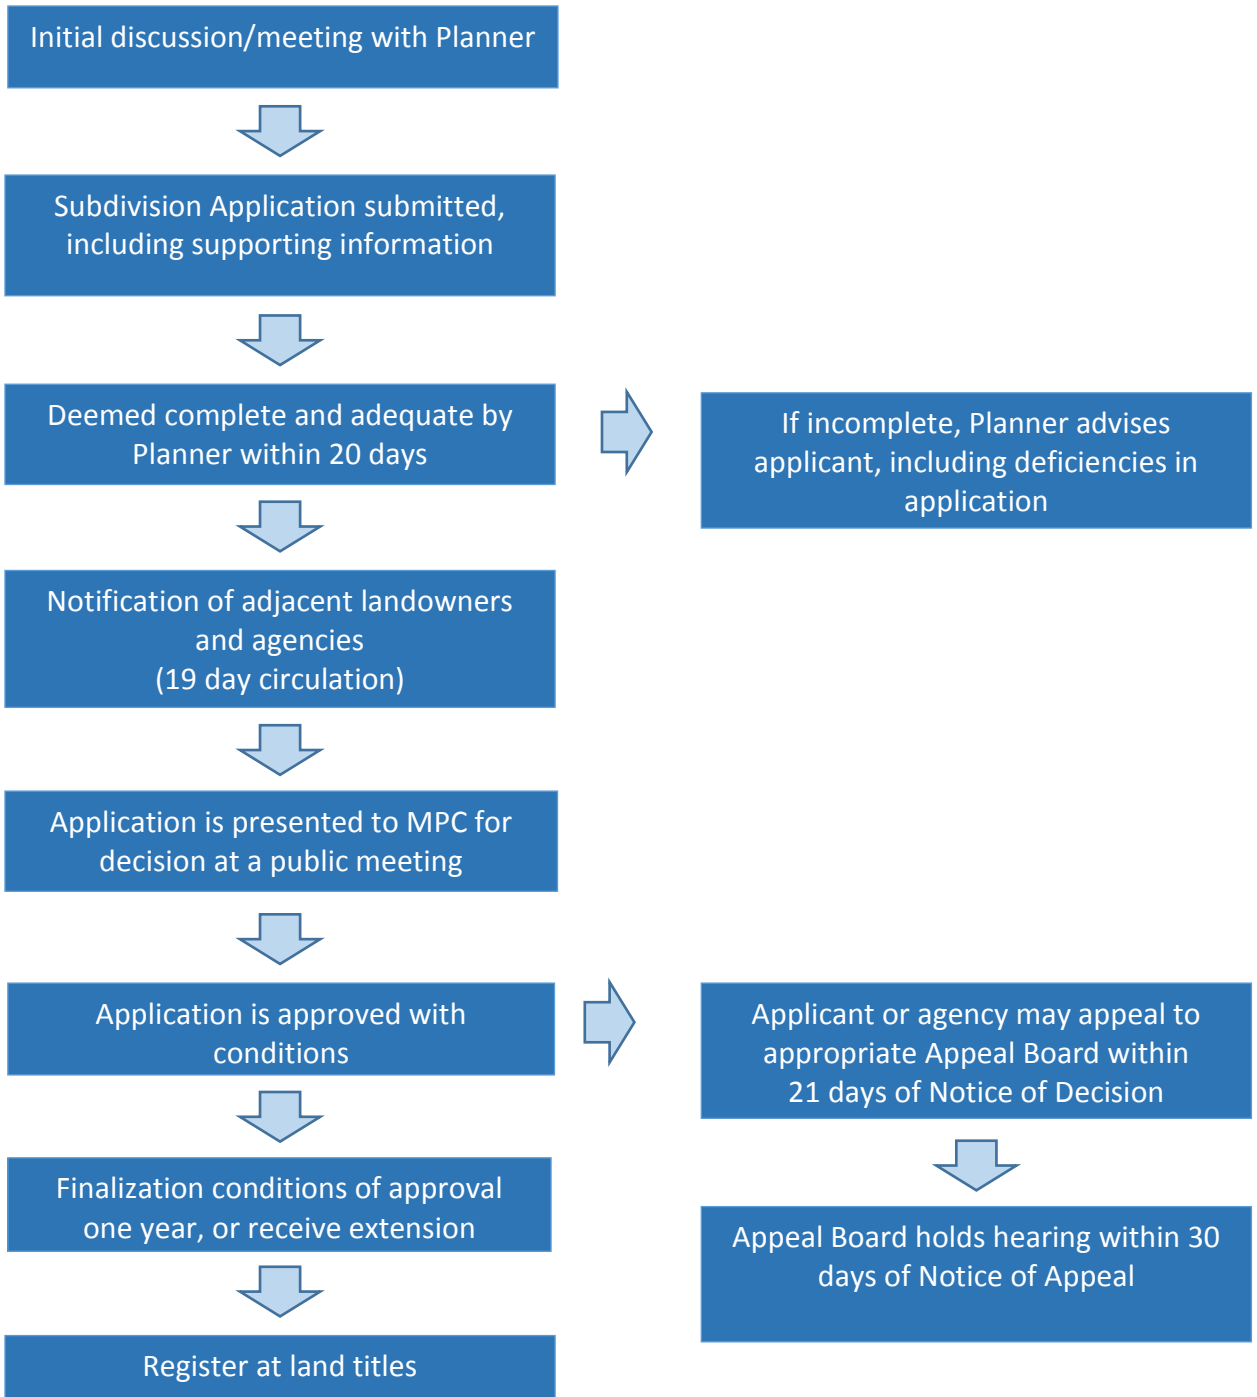 Initial discussion/meeting with Planner
Subdivision Application submitted,
including supporting information
Deemed complete and adequate by
Planner within 20 days
If incomplete, Planner advises
applicant, including deficiencies in
application
Notification of adjacent landowners
and agencies
(19 day circulation)
Application is presented to MPC for
decision at a public meeting
Application is approved with
conditions
Applicant or agency may appeal to
appropriate Appeal Board within
21 days of Notice of Decision
Finalization conditions of approval
one year, or receive extension
Appeal Board holds hearing within 30
days of Notice of Appeal
Register at land titles